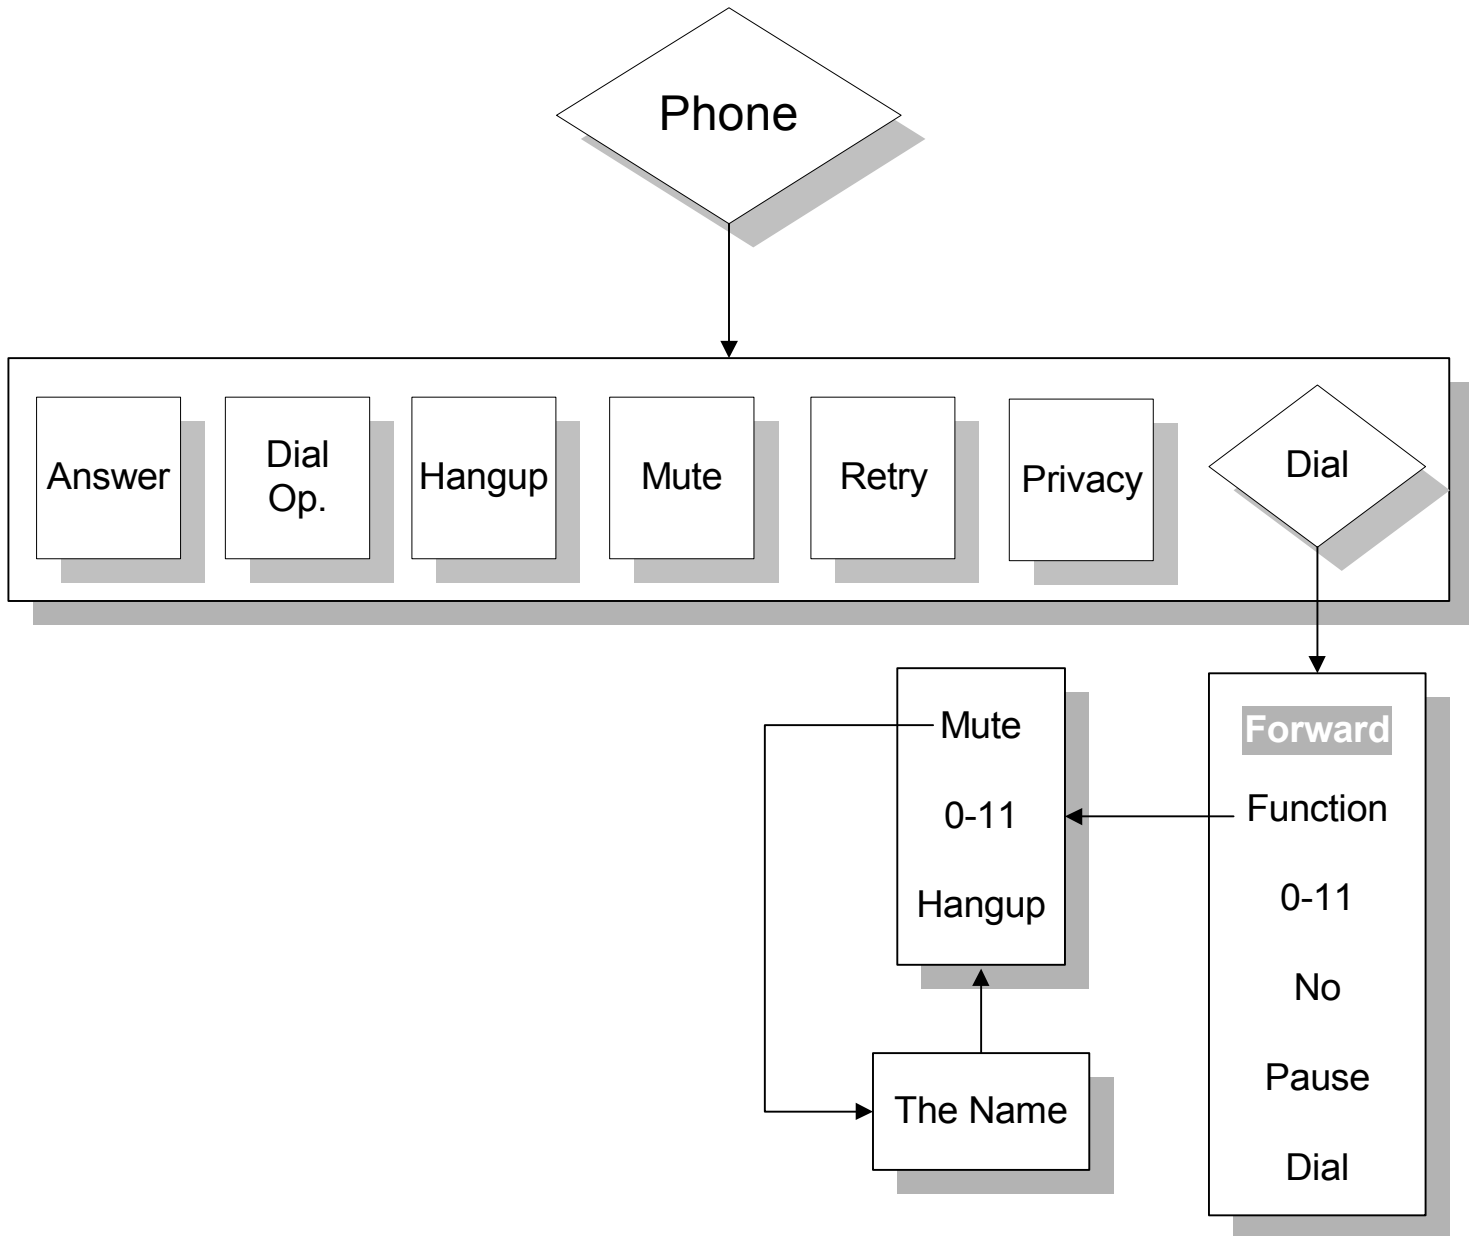 Phone
Answer
Dial
Op.
Hangup
Mute
Retry
Privacy
Dial
Mute
0-11
Hangup
The Name
Forward
Function
0-11
No
Pause
Dial